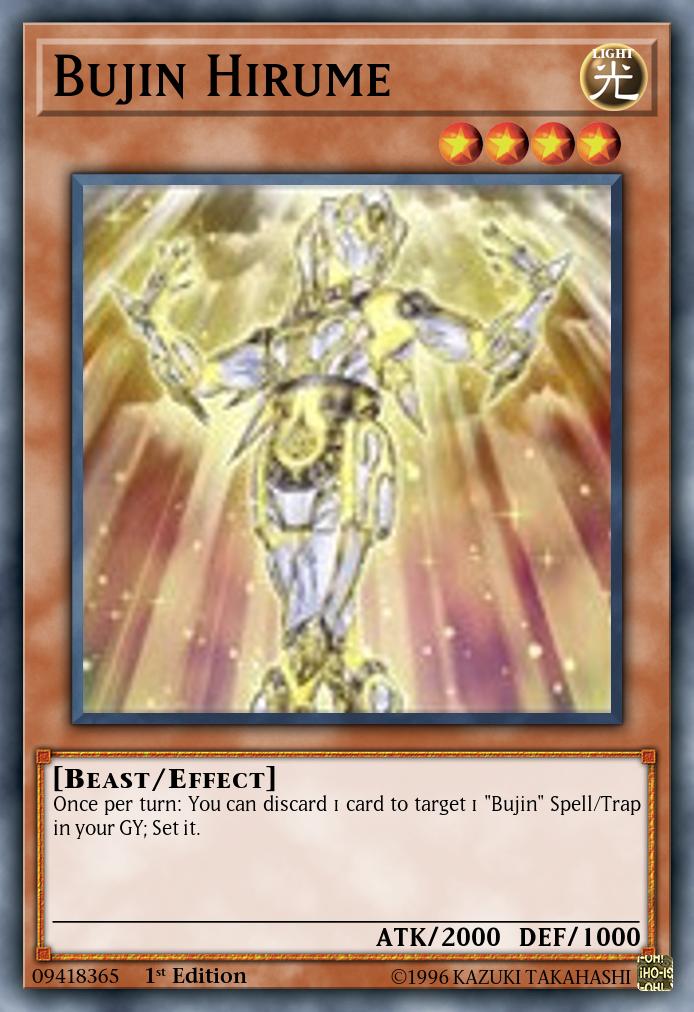 Bujin Hirume
LIGHT
光
[Beast/Effect]
Once per turn: You can discard 1 card to target 1 "Bujin" Spell/Trap
in your GY; Set it.
ATK/2000 DEF/1000
09418365 1st Edition ©1996 KAZUKI TAKAHASHI